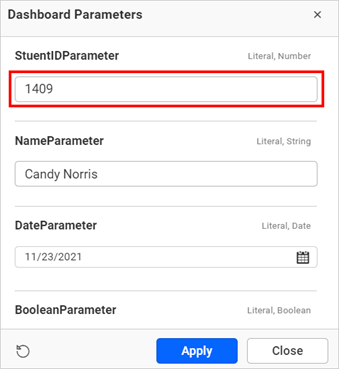 Dashboard Parameters
StuentIDParameter Literal, Number
1409
NameParameter Literal, String
Candy Norris
DateParameter Literal, Date
11/23/2021
BooleanParameter Literal, Boolean
Apply Close